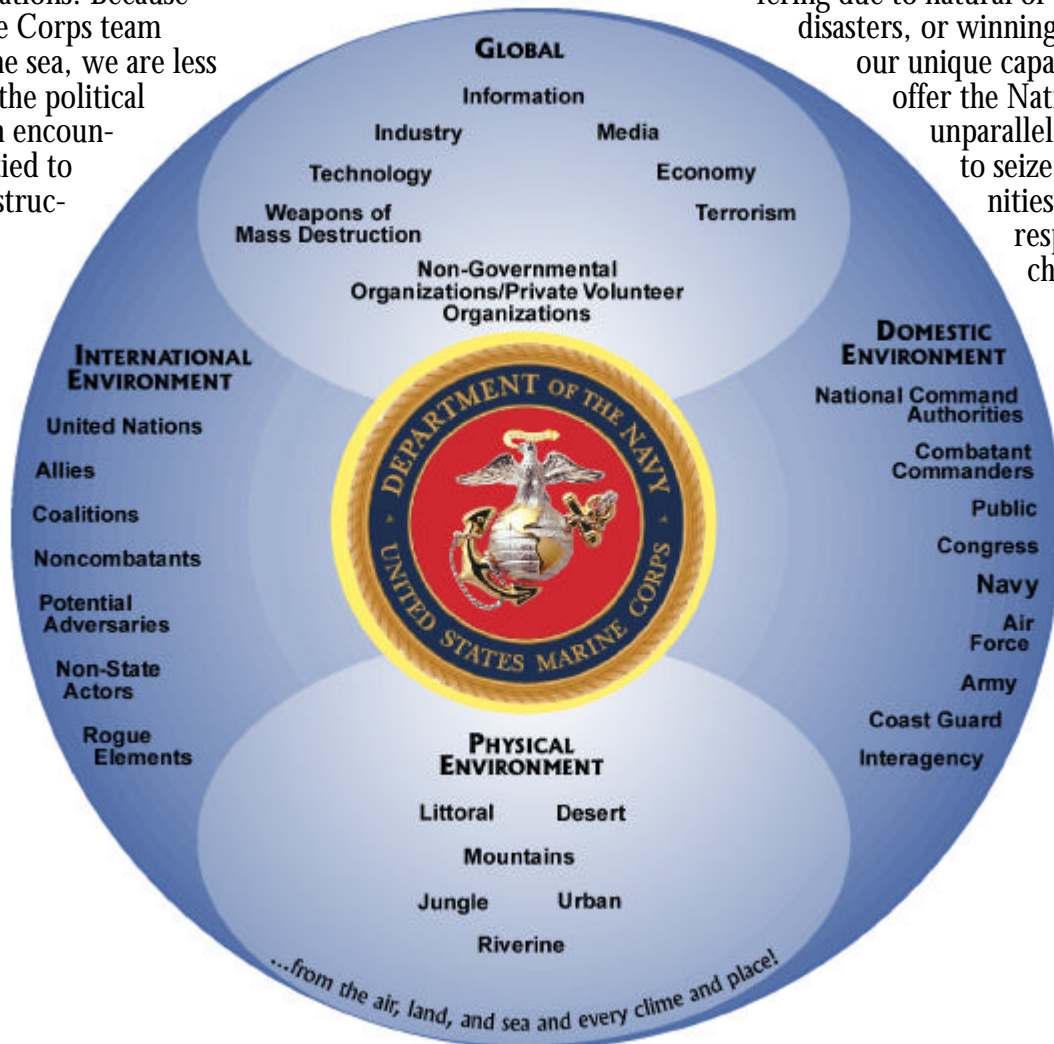 ations? Because
e Corps team
he sea, we are less
the political
n encoun-
ied to
struc-
fering due to natural or
disasters, or winning
our unique capa
offer the Nati
unparallel
to seize
nities
resp
ch
GLOBAL
Information
Industry Media
Technology Economy
Weapons of
Mass Destruction
Terrorism
Non-Governmental
Organizations/Private Volunteer
Organizations
INTERNATIONAL
ENVIRONMENT
United Nations
Allies
Coalitions
Noncombatants
Potential
Adversaries
Non-State
Actors
Rogue
Elements
DEPARTMENT OF THE NAVY
UNITED STATES MARINE CORPS
DOMESTIC
ENVIRONMENT
National Command
Authorities
Combatant
Commanders
Public
Congress
Navy
Air
Force
Army
Coast Guard
Interagency
PHYSICAL
ENVIRONMENT
Littoral Desert
Mountains
Jungle Urban
Riverine
...from the air, land, and sea and every clime and place!